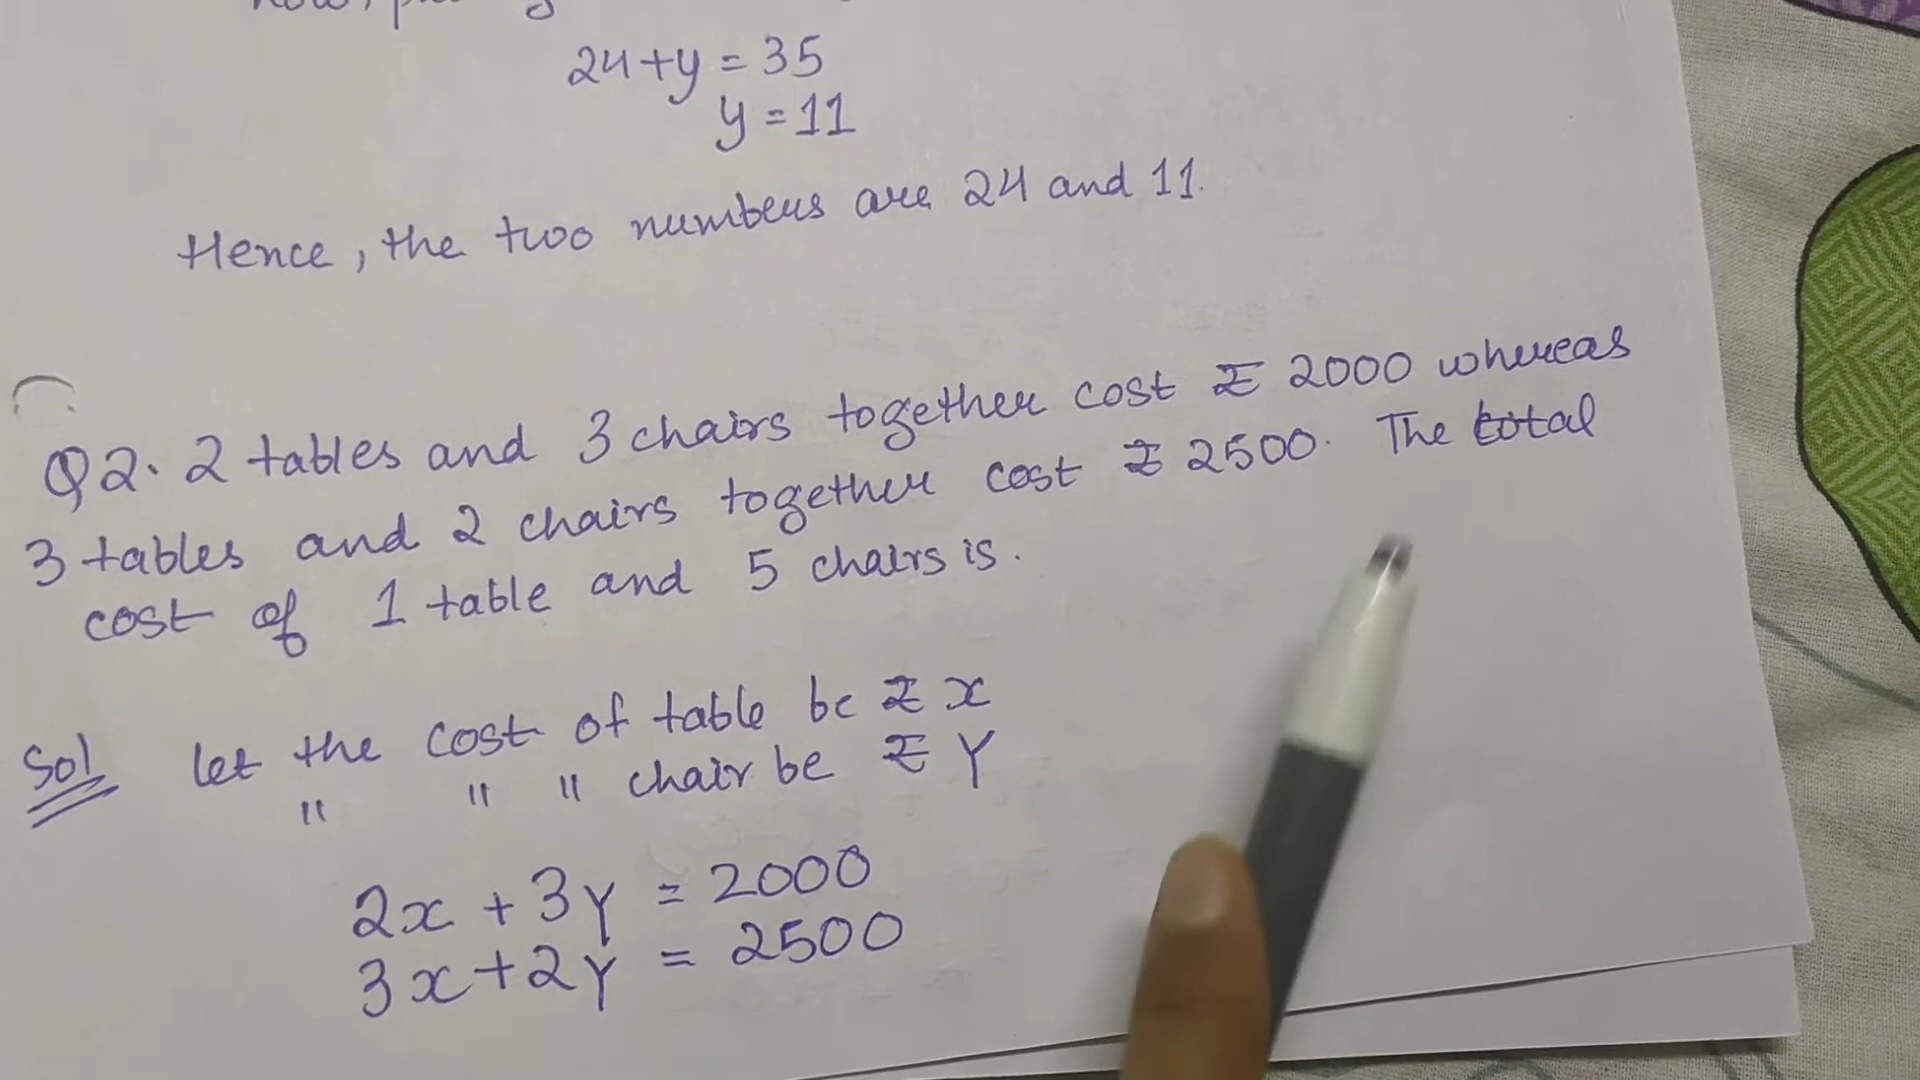 24+y = 35
y = 11
Hence, the two numbers are 24 and 11.
Q2. 2 tables and 3 chairs together cost ₹ 2000 whereas
3 tables and 2 chairs together cost ₹ 2500. The total
cost of 1 table and 5 chairs is.
Sol let the cost of table be ₹ x
" " " chair be ₹ Y
2x + 3Y = 2000
3x+2Y = 2500